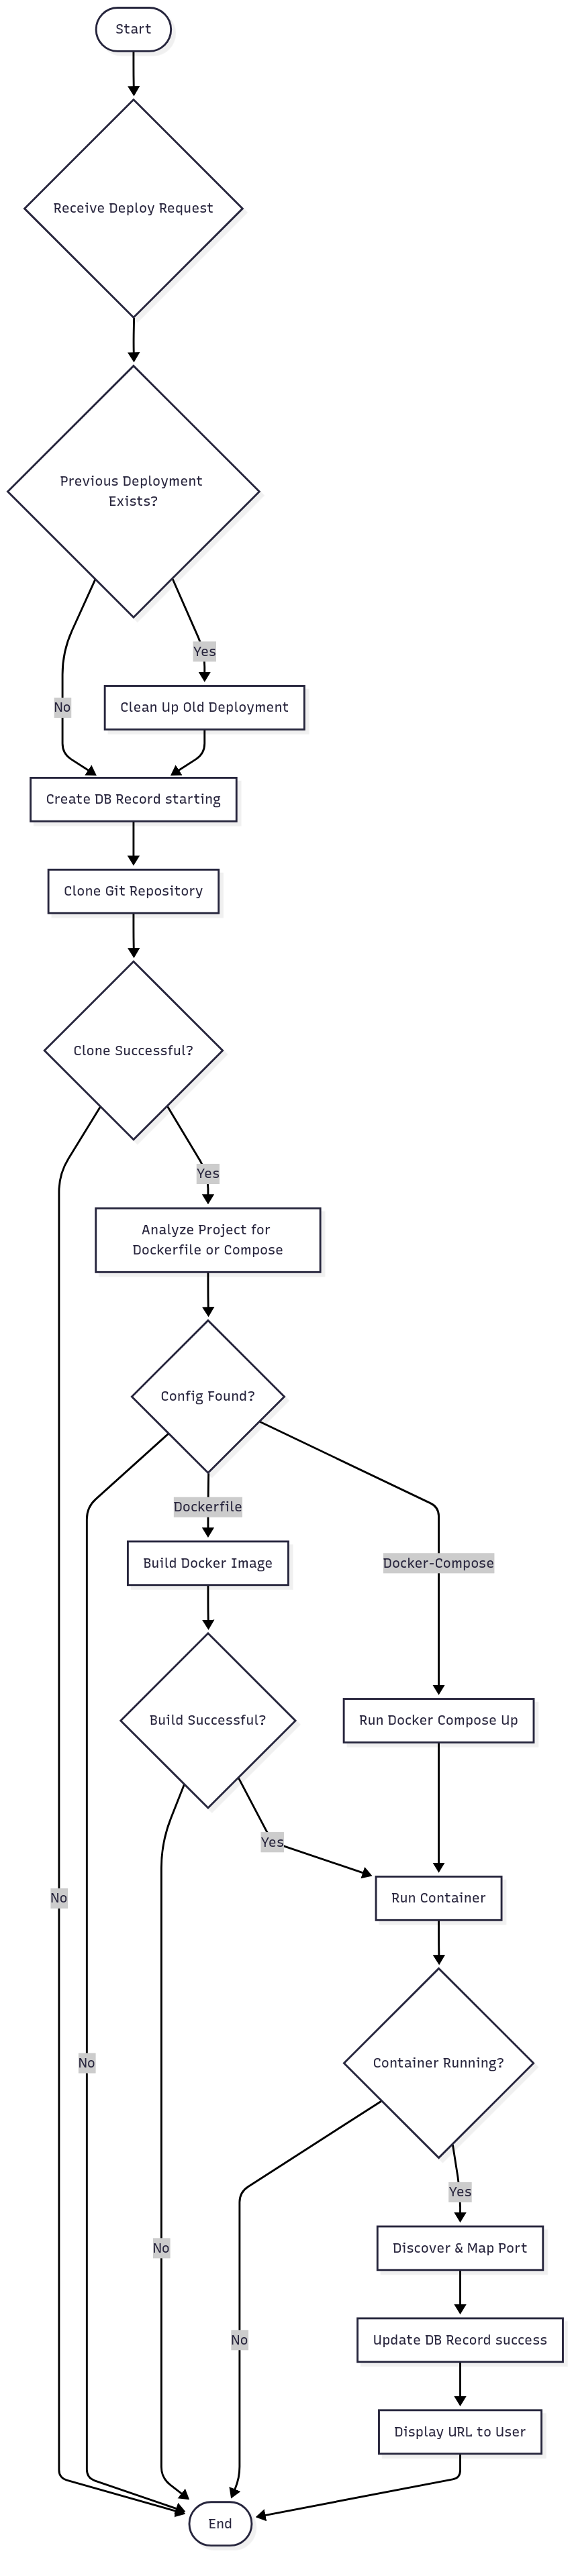 Start
Receive Deploy Request
Previous Deployment
Exists?
Yes
No
Clean Up Old Deployment
Create DB Record starting
Clone Git Repository
Clone Successful?
Yes
Analyze Project for
Dockerfile or Compose
Config Found?
Dockerfile
Build Docker Image
Docker-Compose
Build Successful?
Run Docker Compose Up
Yes
No
Run Container
Container Running?
No
Yes
No
Discover & Map Port
No
Update DB Record success
Display URL to User
End